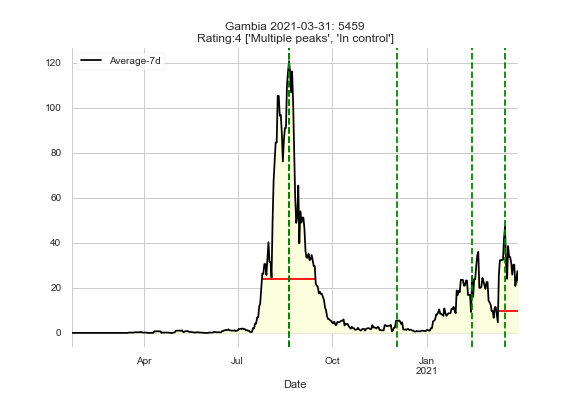 Gambia 2021-03-31: 5459
Rating:4 ['Multiple peaks', 'In control']
Average-7d
120
100
80
60
40
20
0
Apr
Jul
Oct
Jan
2021
Date